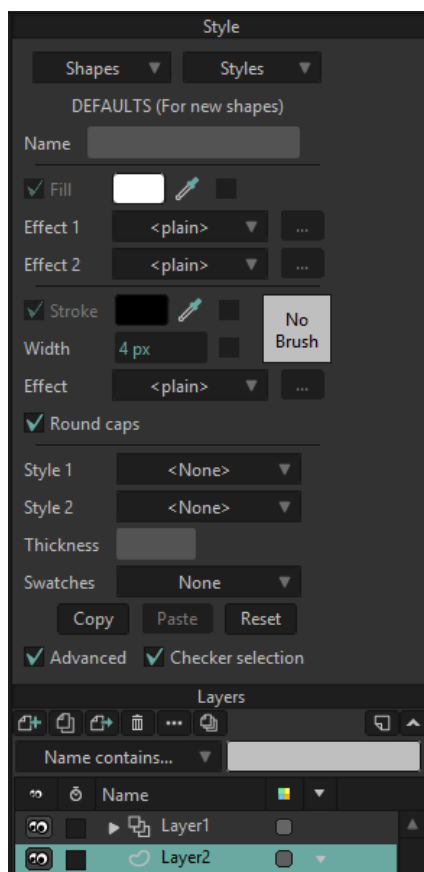 Style
Shapes Styles
DEFAULTS (For new shapes)
Name
Fill
Effect 1 <plain> ...
Effect 2 <plain> ...
Stroke No
Width 4 px Brush
Effect <plain> ...
Round caps
Style 1 <None>
Style 2 <None>
Thickness
Swatches None
Copy Paste Reset
Advanced Checker selection
Layers
Name contains...
Name
Layer1
Layer2